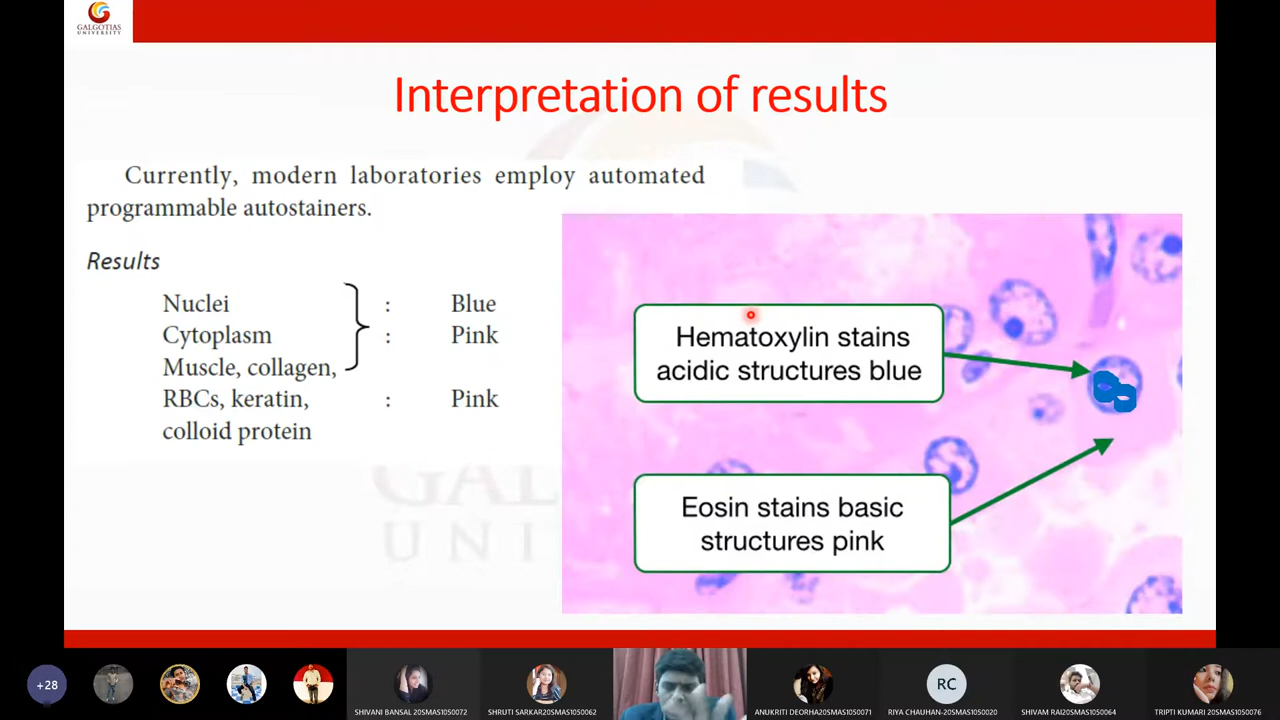 GALGOTIAS
UNIVERSITY
Interpretation of results
Currently, modern laboratories employ automated
programmable autostainers.
Results
Nuclei : Blue
Cytoplasm : Pink
Muscle, collagen,
RBCs, keratin, : Pink
colloid protein
Hematoxylin stains
acidic structures blue
Eosin stains basic
structures pink
GAL
UNI
+28
SHIVANI BANSAL 20SMAS1050072
SHRUTI SARKAR20SMAS1050062
ANUKRITI DEORHA20SMAS1050071
RC
RIYA CHAUHAN-20SMAS1050020
SHIVAM RAI20SMAS1050064
TRIPTI KUMARI 20SMAS1050076